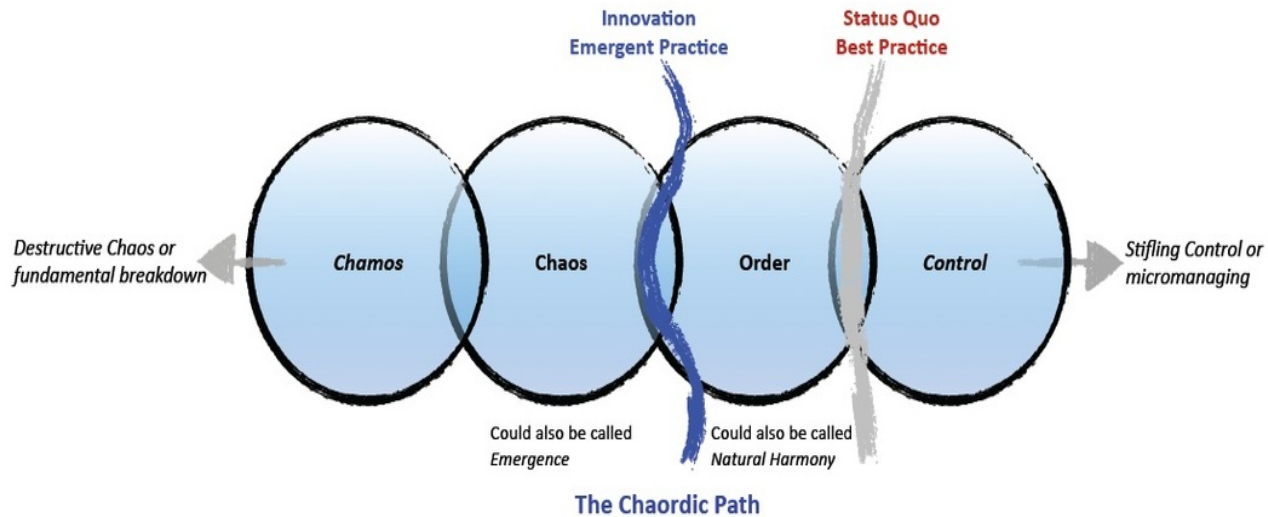 Innovation
Emergent Practice
Status Quo
Best Practice
Destructive Chaos or
fundamental breakdown
Chamos
Chaos
Order
Control
Stifling Control or
micromanaging
Could also be called
Emergence
Could also be called
Natural Harmony
The Chaordic Path